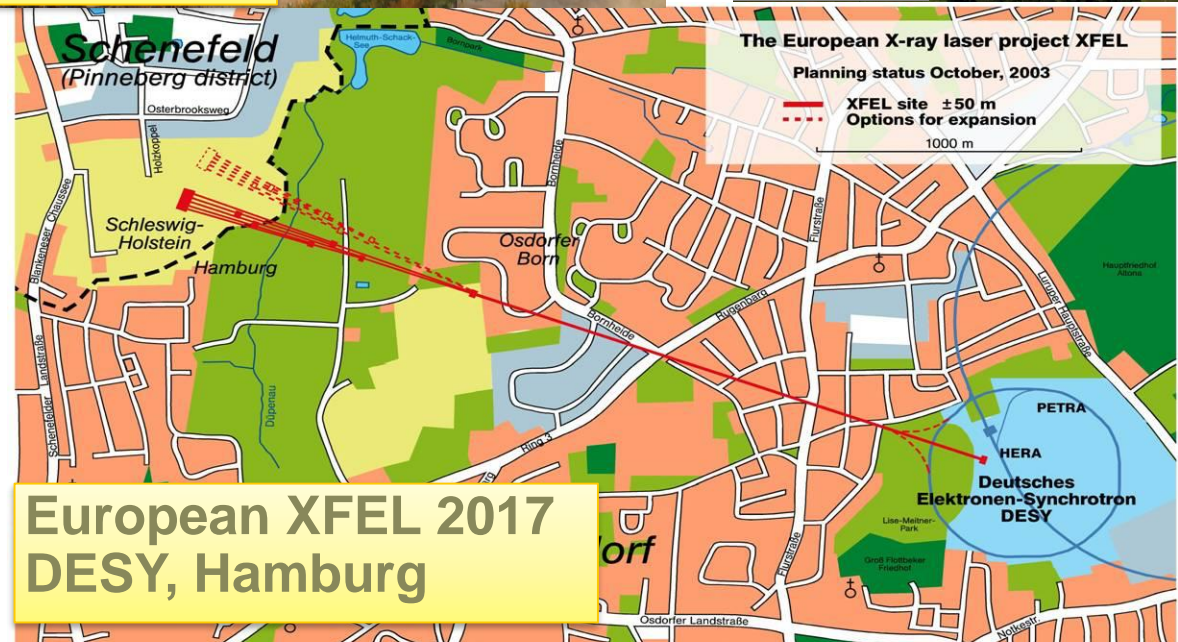 Schenefeld
(Pinneberg district)
Helmuth-Schack-
See
Bornpark
The European X-ray laser project XFEL
Planning status October, 2003
XFEL site ±50 m
Options for expansion
1000 m
Osterbrooksweg
Holzkoppel
Blankeneser Chaussee
Schleswig-
Holstein
Hamburg
Bornheide
Osdorfer
Born
Flurstraße
Rugenbarg
Bornheide
Luruper Hauptstraße
Hauptfriedhof
Altona
Schenefelder Landstraße
Düpenau
Ring 3
PETRA
HERA
Deutsches
Elektronen-Synchrotron
DESY
Lise-Meitner-
Park
Groß Flottbeker
Friedhof
Flurstraße
European XFEL 2017
DESY, Hamburg
dorf
Osdorfer Landstraße
Notkestr.